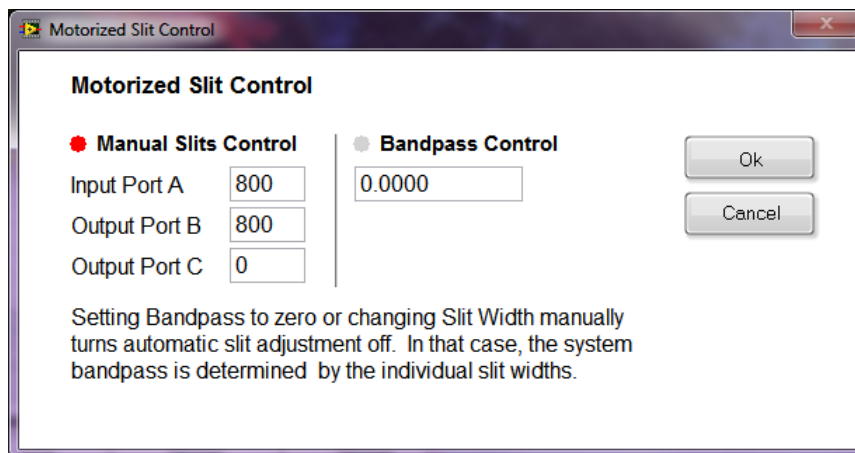 Motorized Slit Control
x
Motorized Slit Control
Manual Slits Control
Input Port A 800
Output Port B 800
Output Port C 0
Bandpass Control
0.0000
Ok
Cancel
Setting Bandpass to zero or changing Slit Width manually
turns automatic slit adjustment off. In that case, the system
bandpass is determined by the individual slit widths.